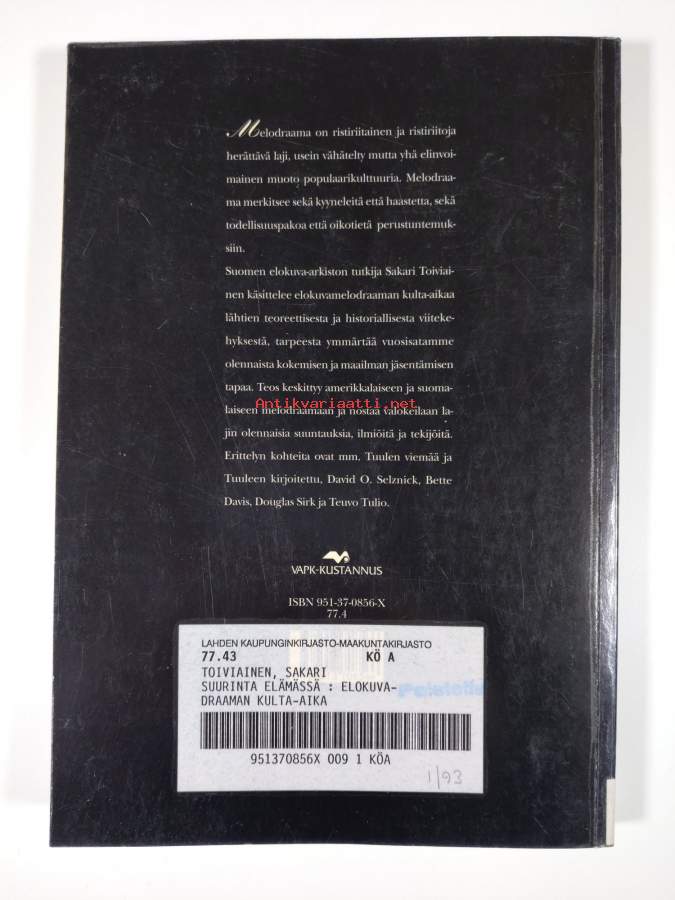 Melodraama on ristiriitainen ja ristiriitoja
herättävä laji, usein vähätelty mutta yhä elinvoi-
mainen muoto populaarikulttuuria. Melodraa-
ma merkitsee sekä kyyneleitä että haastetta, sekä
todellisuuspakoa että oikotietä perustuntemuk-
siin.
Suomen elokuva-arkiston tutkija Sakari Toiviai-
nen käsittelee elokuvamelodraaman kulta-aikaa
lähtien teoreettisesta ja historiallisesta viiteke-
hyksestä, tarpeesta ymmärtää vuosisatamme
olennaista kokemisen ja maailman jäsentämisen
tapaa. Teos keskittyy amerikkalaiseen ja suoma-
Antikvariaatti.net
laiseen melodraamaan ja nostaa valokeilaan la-
jin olennaisia suuntauksia, ilmiöitä ja tekijöitä.
Erittelyn kohteita ovat mm. Tuulen viemää ja
Tuuleen kirjoitettu, David O. Selznick, Bette
Davis, Douglas Sirk ja Teuvo Tulio.
VAPK-KUSTANNUS
ISBN 951-37-0856-X
77.4
LAHDEN KAUPUNGINKIRJASTO-MAAKUNTAKIRJASTO
77.43 KÖ A
TOIVIAINEN, SAKARI
SUURINTA ELÄMÄSSÄ : ELOKUVA-
DRAAMAN KULTA-AIKA
951370856X 009 1 KÖA
1/93